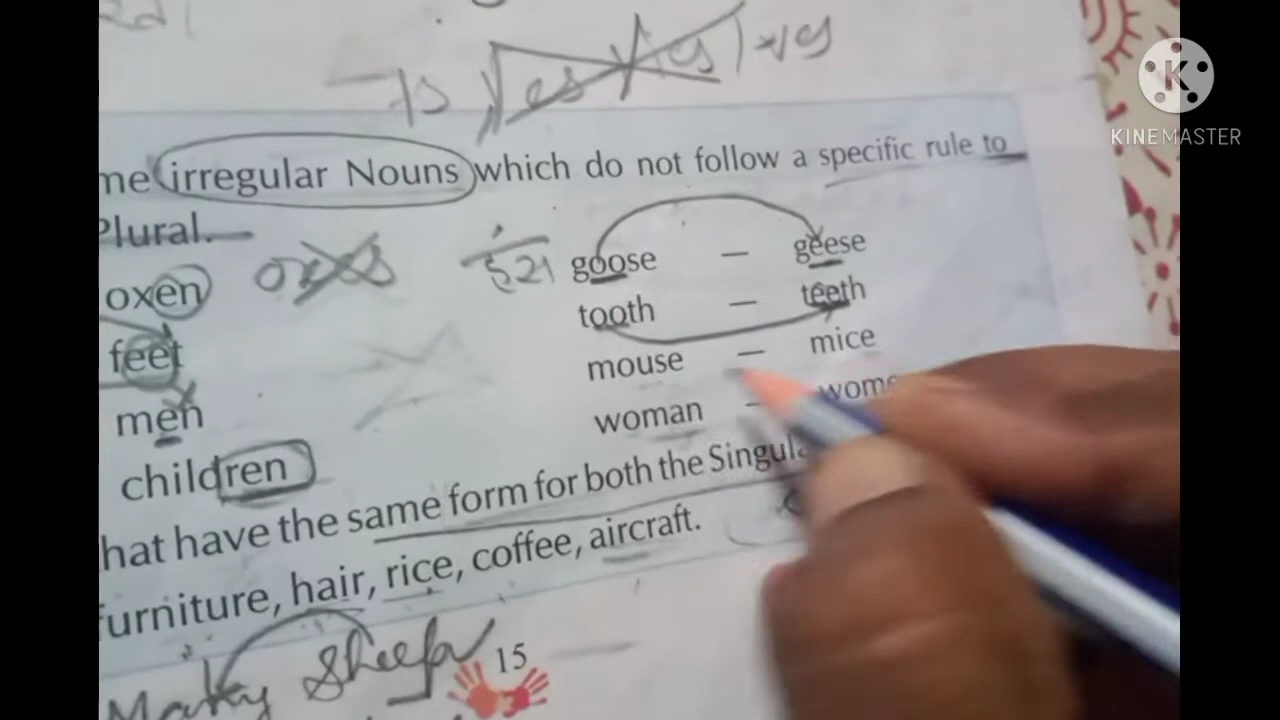 KINEMASTER
me irregular Nouns which do not follow a specific rule to
Plural.
oxen
feet
men
children
goose — geese
tooth — teeth
mouse — mice
woman — wome
hat have the same form for both the Singula
furniture, hair, rice, coffee, aircraft.
Sheep
15